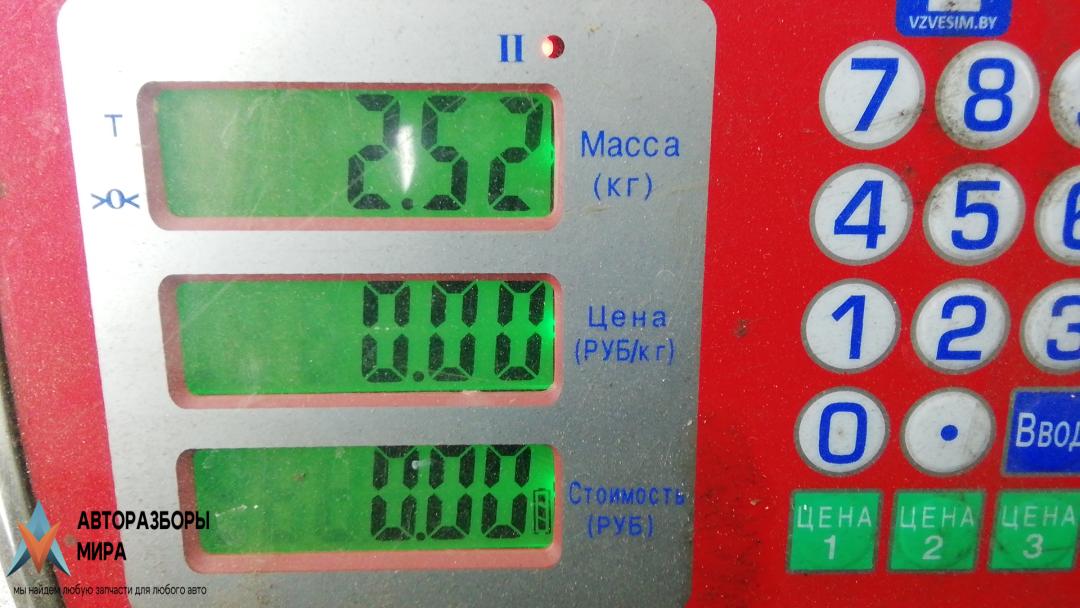 VZVESIM.BY
II
T
>0<
2.52
Масса
(кг)
0.00
Цена
(РУБ/кг)
0.00
Стоимость
(РУБ)
7 8
4 5 6
1 2 3
0 .
Ввод
ЦЕНА 1
ЦЕНА 2
ЦЕНА 3
АВТОРАЗБОРЫ
МИРА
мы найдем любую запчасти для любого авто